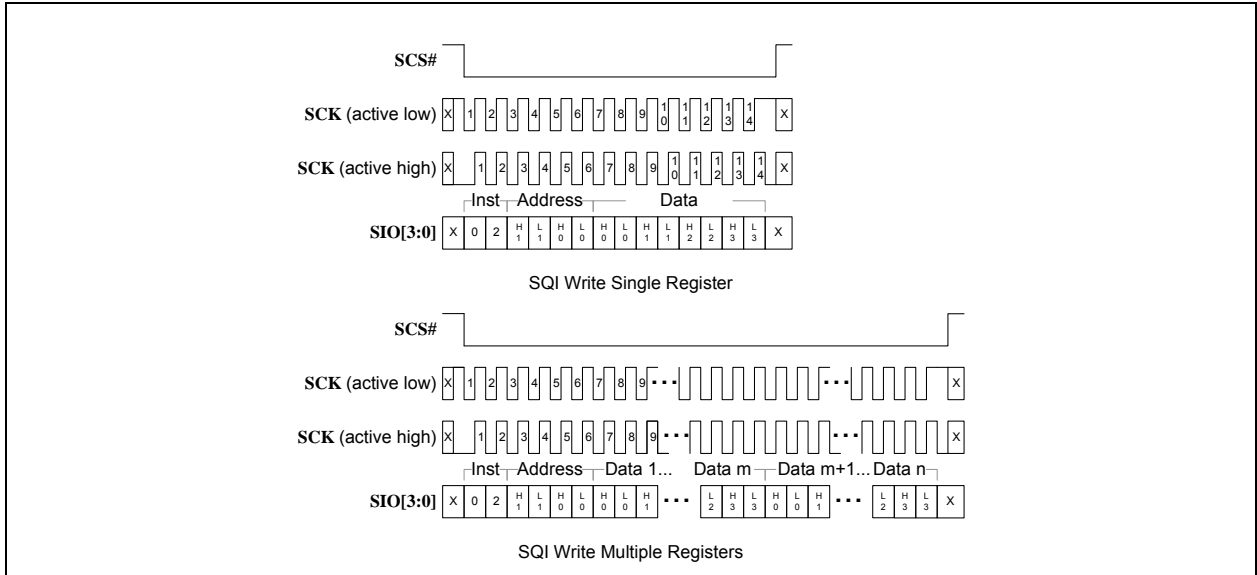 SCS#
SCK (active low) X 1 2 3 4 5 6 7 8 9 10 11 12 13 14 X
SCK (active high) X 1 2 3 4 5 6 7 8 9 10 11 12 13 14 X
Inst Address Data
SIO[3:0] X 0 2 H1 L1 H0 L0 H0 L0 H1 L1 H2 L2 H3 L3 X
SQI Write Single Register
SCS#
SCK (active low) X 1 2 3 4 5 6 7 8 9 ... ... X
SCK (active high) X 1 2 3 4 5 6 7 8 9 ... ... X
Inst Address Data 1... Data m Data m+1... Data n
SIO[3:0] X 0 2 H1 L1 H0 L0 H0 L0 H1 ... L2 H3 L3 H0 L0 H1 ... L2 H3 L3 X
SQI Write Multiple Registers